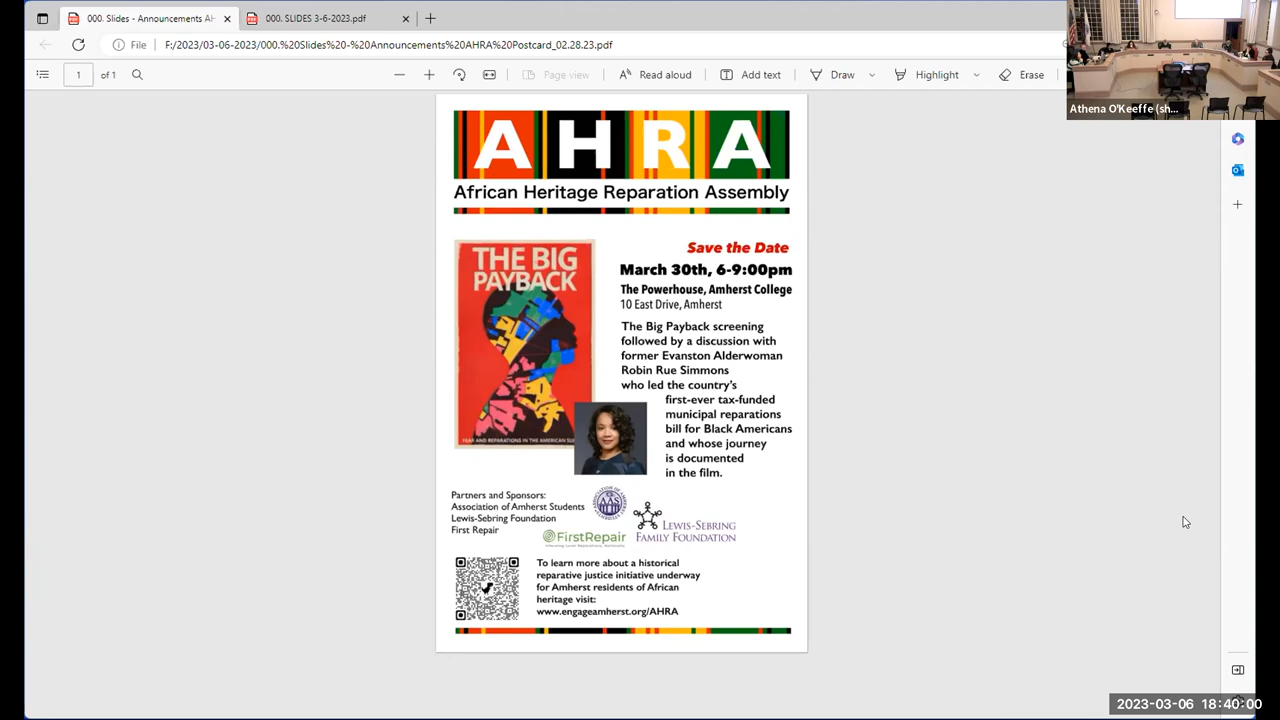 000. Slides - Announcements AH
000. SLIDES 3-6-2023.pdf
File
F:/2023/03-06-2023/000.%20Slides%20-%20Announcements%20AHRA%20Postcard_02.28.23.pdf
1 of 1
Page view
Read aloud
Add text
Draw
Highlight
Erase
Athena O'Keeffe (sh...
AHRA
African Heritage Reparation Assembly
THE BIG
PAYBACK
Save the Date
March 30th, 6-9:00pm
The Powerhouse, Amherst College
10 East Drive, Amherst
The Big Payback screening
followed by a discussion with
former Evanston Alderwoman
Robin Rue Simmons
who led the country's
first-ever tax-funded
municipal reparations
bill for Black Americans
and whose journey
is documented
in the film.
AND REPARATIONS IN THE AMERICAN
Partners and Sponsors:
Association of Amherst Students
Lewis-Sebring Foundation
First Repair
AAS
FirstRepair
LEWIS-SEBRING
FAMILY FOUNDATION
To learn more about a historical
reparative justice initiative underway
for Amherst residents of African
heritage visit:
www.engageamherst.org/AHRA
2023-03-06 18:40:00